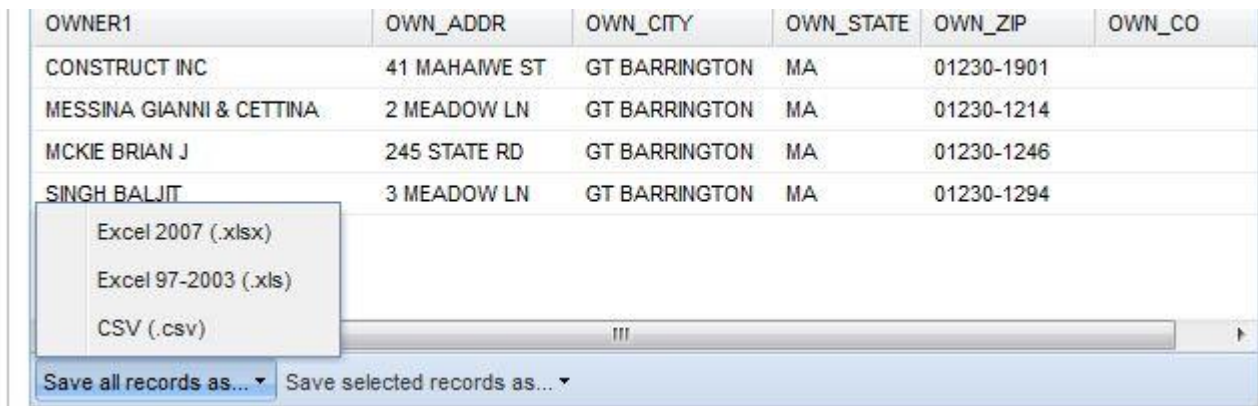 OWNER1 OWN_ADDR OWN_CITY OWN_STATE OWN_ZIP OWN_CO
CONSTRUCT INC 41 MAHAIWE ST GT BARRINGTON MA 01230-1901
MESSINA GIANNI & CETTINA 2 MEADOW LN GT BARRINGTON MA 01230-1214
MCKIE BRIAN J 245 STATE RD GT BARRINGTON MA 01230-1246
SINGH BALJIT 3 MEADOW LN GT BARRINGTON MA 01230-1294
Excel 2007 (.xlsx)
Excel 97-2003 (.xls)
CSV (.csv)
Save all records as... Save selected records as...